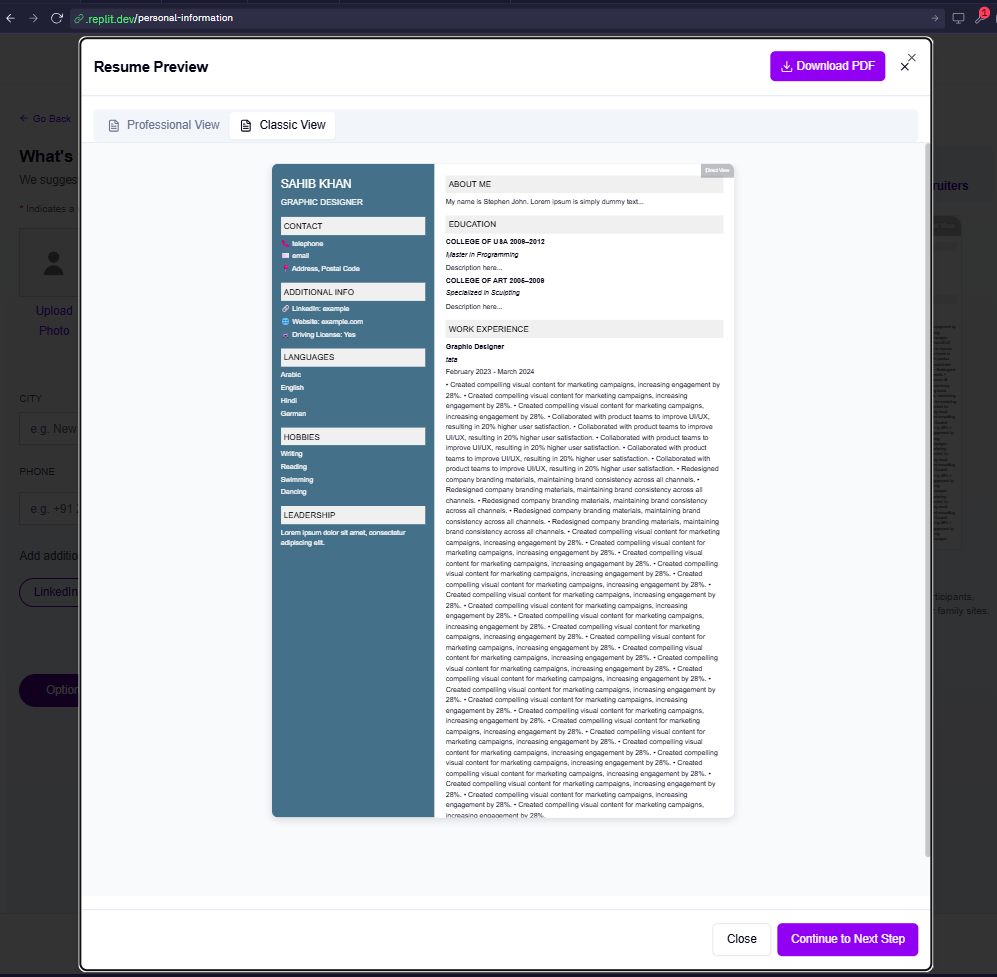 .replit.dev/personal-information
1
Resume Preview
Download PDF
Professional View
Classic View
Go Back
What's
We sugges
* Indicates a
Upload
Photo
CITY
e.g. New
PHONE
e.g. +91 2
Add additio
LinkedIn
Option
SAHIB KHAN
GRAPHIC DESIGNER
CONTACT
telephone
email
Address, Postal Code
ADDITIONAL INFO
LinkedIn: example
Website: example.com
Driving License: Yes
LANGUAGES
Arabic
English
Hindi
German
HOBBIES
Writing
Reading
Swimming
Dancing
LEADERSHIP
Lorem ipsum dolor sit amet, consectetur
adipiscing elit.
Direct View
ABOUT ME
My name is Stephen John. Lorem ipsum is simply dummy text...
EDUCATION
COLLEGE OF USA 2009–2012
Master in Programming
Description here...
COLLEGE OF ART 2005–2009
Specialized in Sculpting
Description here...
WORK EXPERIENCE
Graphic Designer
tata
February 2023 - March 2024
• Created compelling visual content for marketing campaigns, increasing engagement by
28%. • Created compelling visual content for marketing campaigns, increasing
engagement by 28%. • Created compelling visual content for marketing campaigns,
increasing engagement by 28%. • Collaborated with product teams to improve UI/UX,
resulting in 20% higher user satisfaction. • Collaborated with product teams to improve
UI/UX, resulting in 20% higher user satisfaction. • Collaborated with product teams to
improve UI/UX, resulting in 20% higher user satisfaction. • Collaborated with product
teams to improve UI/UX, resulting in 20% higher user satisfaction. • Collaborated with
product teams to improve UI/UX, resulting in 20% higher user satisfaction. • Redesigned
company branding materials, maintaining brand consistency across all channels. •
Redesigned company branding materials, maintaining brand consistency across all
channels. • Redesigned company branding materials, maintaining brand consistency
across all channels. • Redesigned company branding materials, maintaining brand
consistency across all channels. • Redesigned company branding materials, maintaining
brand consistency across all channels. • Created compelling visual content for marketing
campaigns, increasing engagement by 28%. • Created compelling visual content for
marketing campaigns, increasing engagement by 28%. • Created compelling visual
content for marketing campaigns, increasing engagement by 28%. • Created compelling
visual content for marketing campaigns, increasing engagement by 28%. • Created
compelling visual content for marketing campaigns, increasing engagement by 28%. •
Created compelling visual content for marketing campaigns, increasing engagement by
28%. • Created compelling visual content for marketing campaigns, increasing
engagement by 28%. • Created compelling visual content for marketing campaigns,
increasing engagement by 28%. • Created compelling visual content for marketing
campaigns, increasing engagement by 28%. • Created compelling visual content for
marketing campaigns, increasing engagement by 28%. • Created compelling visual
content for marketing campaigns, increasing engagement by 28%. • Created compelling
visual content for marketing campaigns, increasing engagement by 28%. • Created
compelling visual content for marketing campaigns, increasing engagement by 28%. •
Created compelling visual content for marketing campaigns, increasing engagement by
28%. • Created compelling visual content for marketing campaigns, increasing
engagement by 28%. • Created compelling visual content for marketing campaigns,
increasing engagement by 28%. • Created compelling visual content for marketing
campaigns, increasing engagement by 28%. • Created compelling visual content for
marketing campaigns, increasing engagement by 28%. • Created compelling visual
content for marketing campaigns, increasing engagement by 28%. • Created compelling
visual content for marketing campaigns, increasing engagement by 28%. • Created
compelling visual content for marketing campaigns, increasing engagement by 28%. •
Created compelling visual content for marketing campaigns, increasing engagement by
28%. • Created compelling visual content for marketing campaigns, increasing
engagement by 28%. • Created compelling visual content for marketing campaigns,
increasing engagement by 28%.
ruiters
rticipants,
family sites.
Close
Continue to Next Step